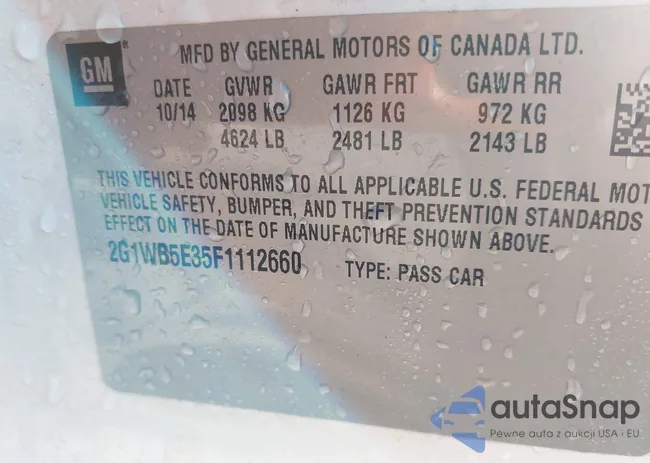 GM ®
MFD BY GENERAL MOTORS OF CANADA LTD.
DATE GVWR GAWR FRT GAWR RR
10/14 2098 KG 1126 KG 972 KG
4624 LB 2481 LB 2143 LB
THIS VEHICLE CONFORMS TO ALL APPLICABLE U.S. FEDERAL MOT
VEHICLE SAFETY, BUMPER, AND THEFT PREVENTION STANDARDS
EFFECT ON THE DATE OF MANUFACTURE SHOWN ABOVE.
2G1WB5E35F1112660 TYPE: PASS CAR
autaSnap
Pewne auta z aukcji USA i EU